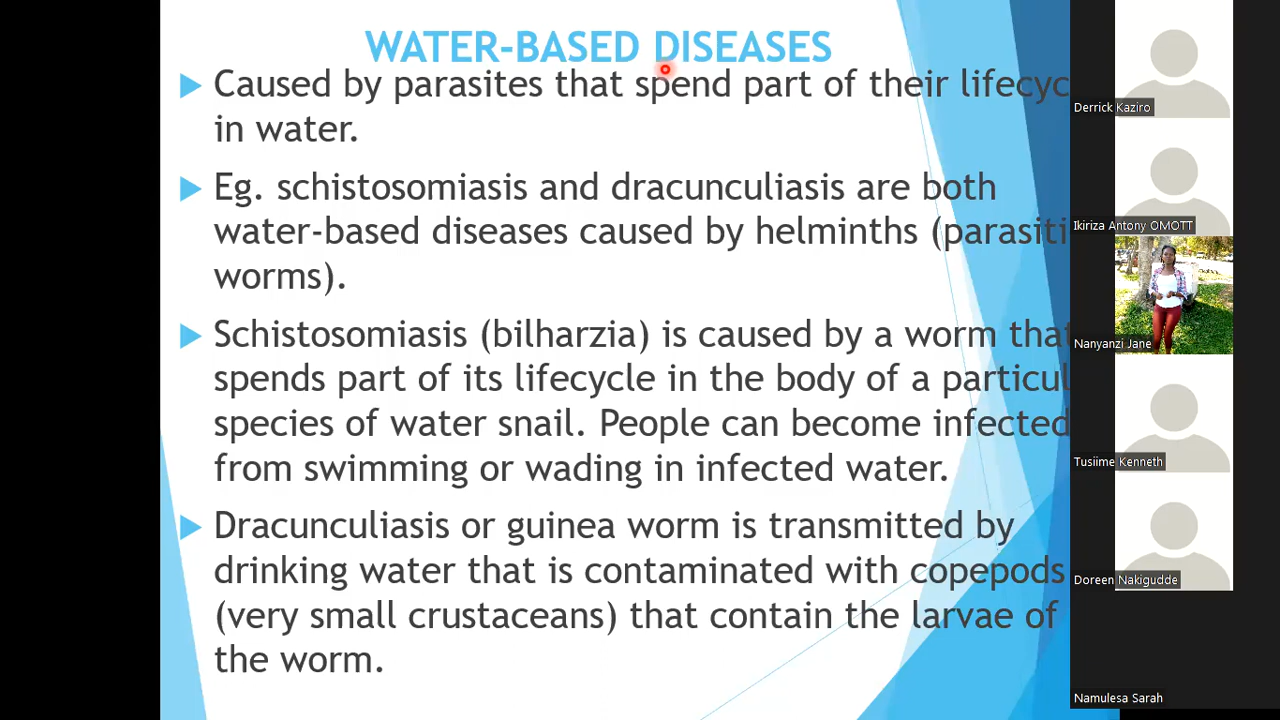 WATER-BASED DISEASES
Caused by parasites that spend part of their lifecyc
in water.
Eg. schistosomiasis and dracunculiasis are both
water-based diseases caused by helminths (parasiti
worms).
Schistosomiasis (bilharzia) is caused by a worm that
spends part of its lifecycle in the body of a particul
species of water snail. People can become infected
from swimming or wading in infected water.
Dracunculiasis or guinea worm is transmitted by
drinking water that is contaminated with copepods
(very small crustaceans) that contain the larvae of
the worm.
Derrick Kaziro
Ikiriza Antony OMOTT
Nanyanzi Jane
Tusiime Kenneth
Doreen Nakigudde
Namulesa Sarah